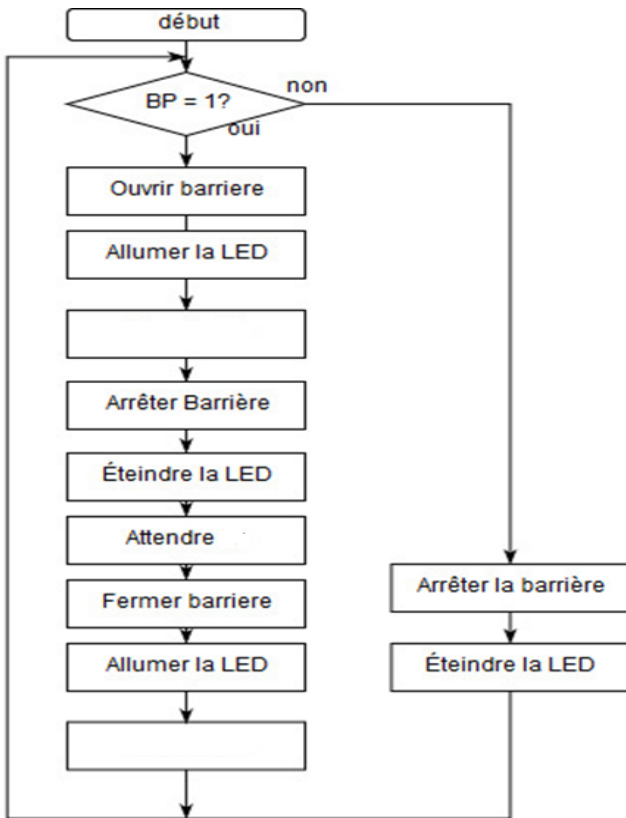 début
BP = 1?
non
oui
Ouvrir barriere
Allumer la LED
Arrêter Barrière
Éteindre la LED
Attendre
Fermer barriere
Allumer la LED
Arrêter la barrière
Éteindre la LED